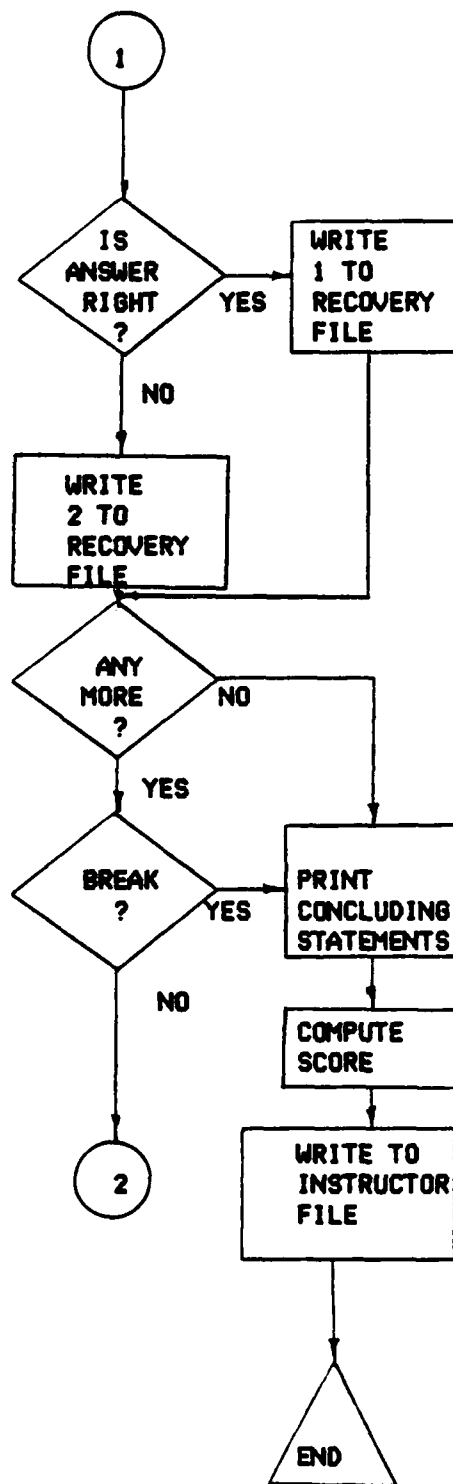 1
IS
ANSWER
RIGHT
?
YES
WRITE
1 TO
RECOVERY
FILE
NO
WRITE
2 TO
RECOVERY
FILE
ANY
MORE
?
NO
YES
BREAK
?
YES
PRINT
CONCLUDING
STATEMENTS
NO
COMPUTE
SCORE
2
WRITE TO
INSTRUCTOR
FILE
END